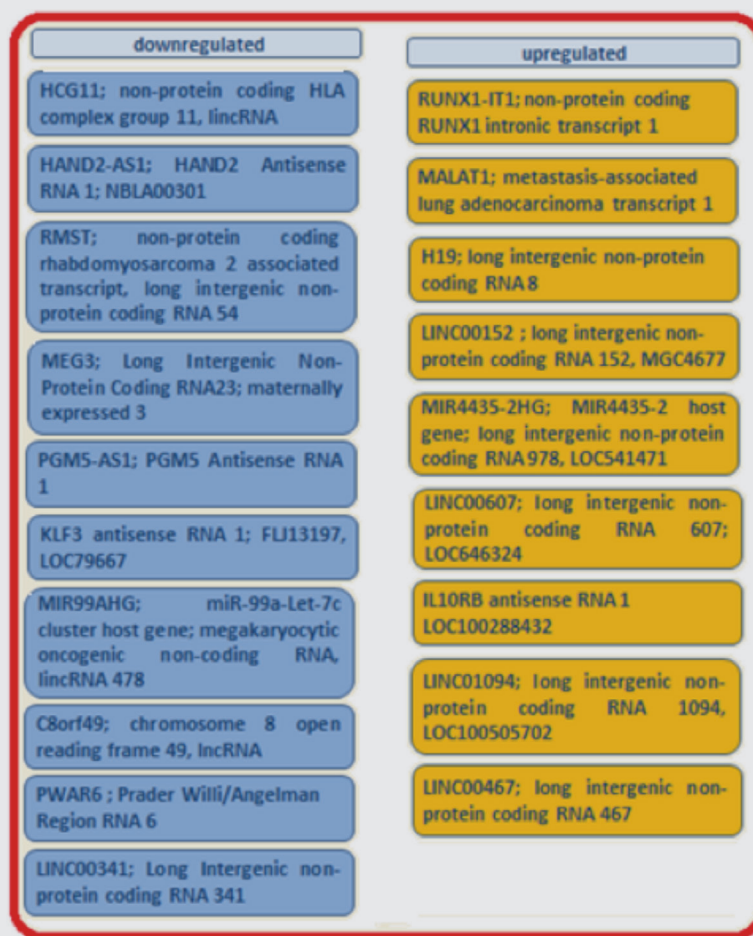 downregulated
HCG11; non-protein coding HLA
complex group 11, lincRNA
HAND2-AS1; HAND2 Antisense
RNA 1; NBLA00301
RMST; non-protein coding
rhabdomyosarcoma 2 associated
transcript, long intergenic non-
protein coding RNA 54
MEG3; Long Intergenic Non-
Protein Coding RNA23; maternally
expressed 3
PGM5-AS1; PGM5 Antisense RNA
1
KLF3 antisense RNA 1; FLJ13197,
LOC79667
MIR99AHG; miR-99a-Let-7c
cluster host gene; megakaryocytic
oncogenic non-coding RNA,
lincRNA 478
C8orf49; chromosome 8 open
reading frame 49, lncRNA
PWAR6 ; Prader Willi/Angelman
Region RNA 6
LINC00341; Long Intergenic non-
protein coding RNA 341
upregulated
RUNX1-IT1; non-protein coding
RUNX1 intronic transcript 1
MALAT1; metastasis-associated
lung adenocarcinoma transcript 1
H19; long intergenic non-protein
coding RNA 8
LINC00152 ; long intergenic non-
protein coding RNA 152, MGC4677
MIR4435-2HG; MIR4435-2 host
gene; long intergenic non-protein
coding RNA 978, LOC541471
LINC00607; long intergenic non-
protein coding RNA 607;
LOC646324
IL10RB antisense RNA 1
LOC100288432
LINC01094; long intergenic non-
protein coding RNA 1094,
LOC100505702
LINC00467; long intergenic non-
protein coding RNA 467